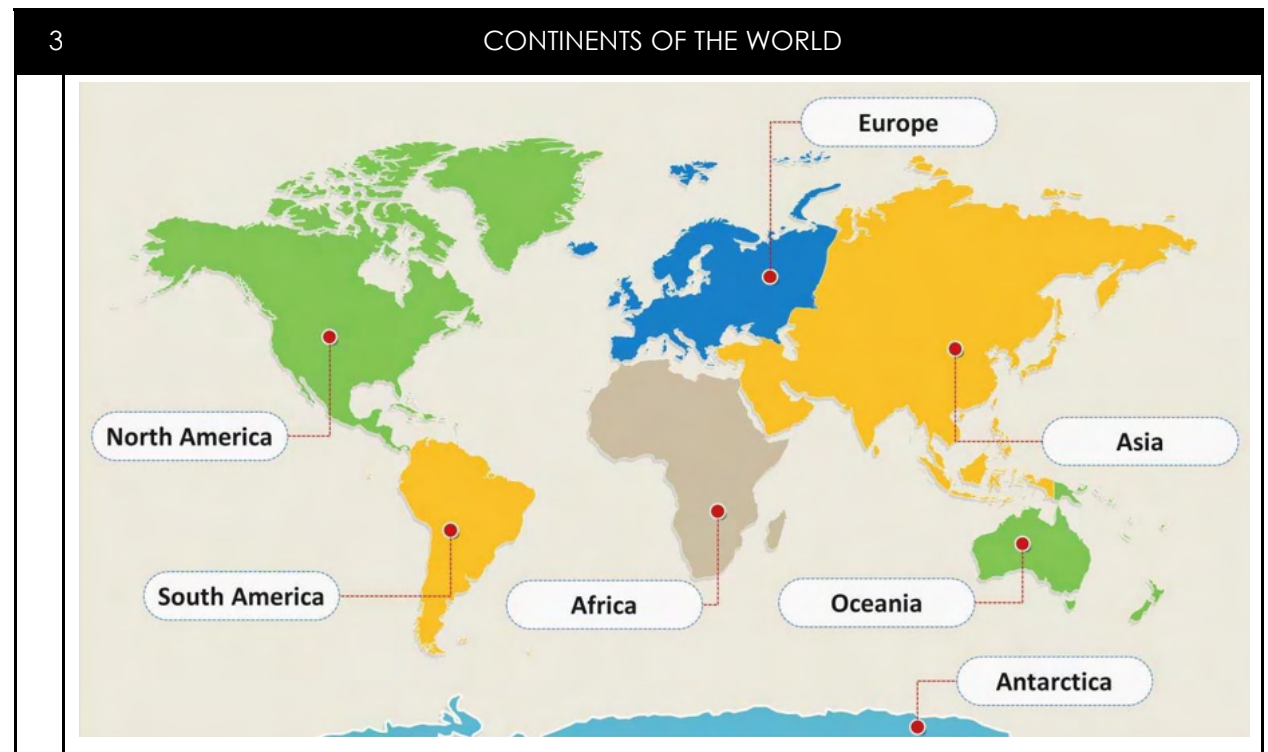 3
CONTINENTS OF THE WORLD
Europe
North America
Asia
South America
Africa
Oceania
Antarctica